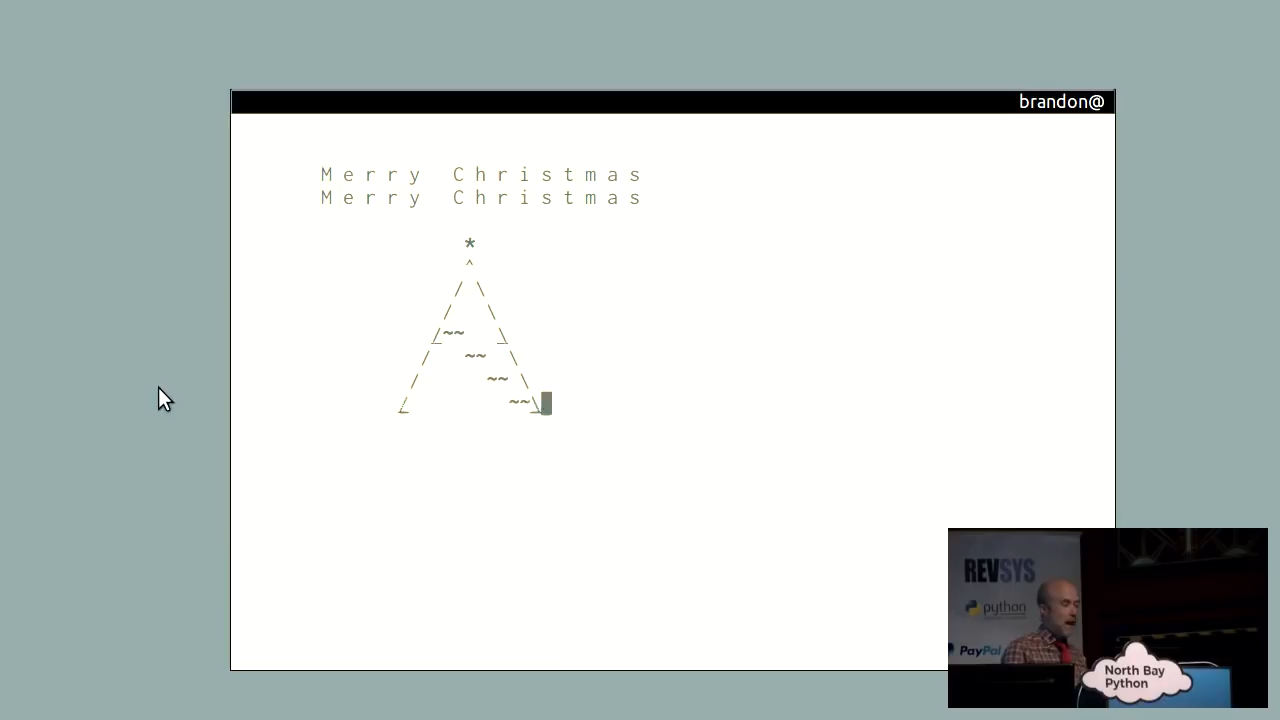 brandon@
Merry Christmas
Merry Christmas
*
^
/ \
/ \
/~~ \
~~
/ \
/ ~~ \
/ ~~\
REVSYS
python
PayPal
North Bay
Python